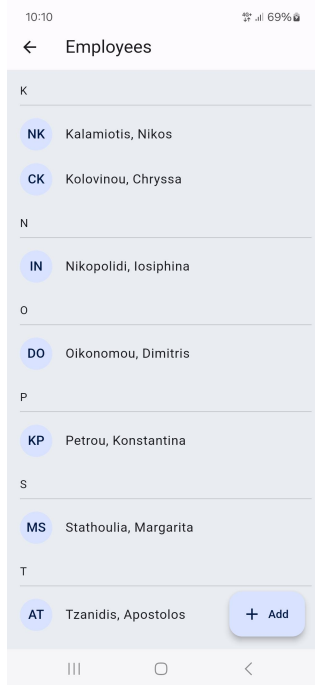 10:10
4G+ 69%
Employees
K
NK Kalamiotis, Nikos
CK Kolovinou, Chryssa
N
IN Nikopolidi, Iosiphina
O
DO Oikonomou, Dimitris
P
KP Petrou, Konstantina
S
MS Stathoulia, Margarita
T
AT Tzanidis, Apostolos
+ Add